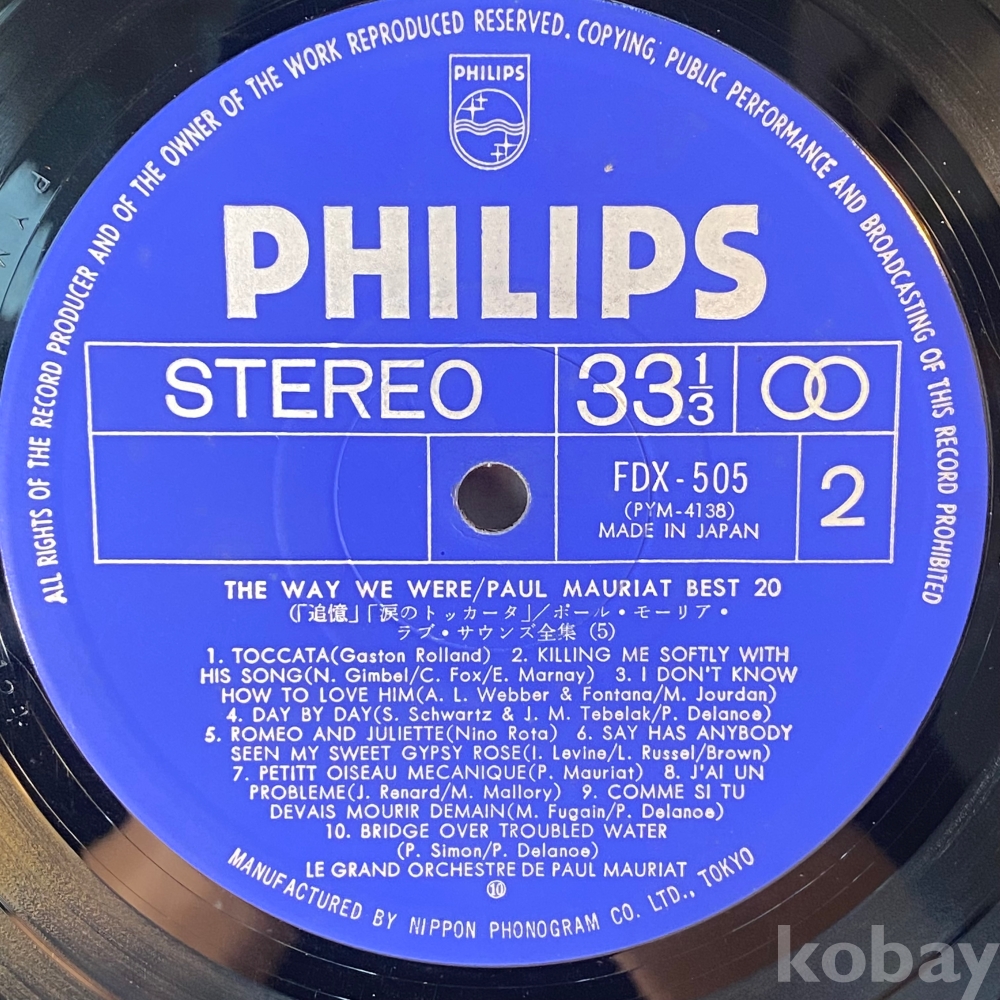 ALL RIGHTS OF THE RECORD PRODUCER AND OF THE OWNER OF THE WORK REPRODUCED RESERVED. COPYING, PUBLIC PERFORMANCE AND BROADCASTING OF THIS RECORD PROHIBITED
PHILIPS
PHILIPS
STEREO 33 1/3
FDX-505
(PYM-4138)
MADE IN JAPAN
2
THE WAY WE WERE/PAUL MAURIAT BEST 20
(「追憶」「涙のトッカータ」/ポール・モーリア・
ラブ・サウンズ全集 (5)
1. TOCCATA(Gaston Rolland) 2. KILLING ME SOFTLY WITH
HIS SONG(N. Gimbel/C. Fox/E. Marnay) 3. I DON'T KNOW
HOW TO LOVE HIM(A. L. Webber & Fontana/M. Jourdan)
4. DAY BY DAY(S. Schwartz & J. M. Tebelak/P. Delanoe)
5. ROMEO AND JULIETTE(Nino Rota) 6. SAY HAS ANYBODY
SEEN MY SWEET GYPSY ROSE(I. Levine/L. Russel/Brown)
7. PETITT OISEAU MECANIQUE(P. Mauriat) 8. J'AI UN
PROBLEME(J. Renard/M. Mallory) 9. COMME SI TU
DEVAIS MOURIR DEMAIN(M. Fugain/P. Delanoe)
10. BRIDGE OVER TROUBLED WATER
(P. Simon/P. Delanoe)
LE GRAND ORCHESTRE DE PAUL MAURIAT
⑩
MANUFACTURED BY NIPPON PHONOGRAM CO. LTD., TOKYO
kobay